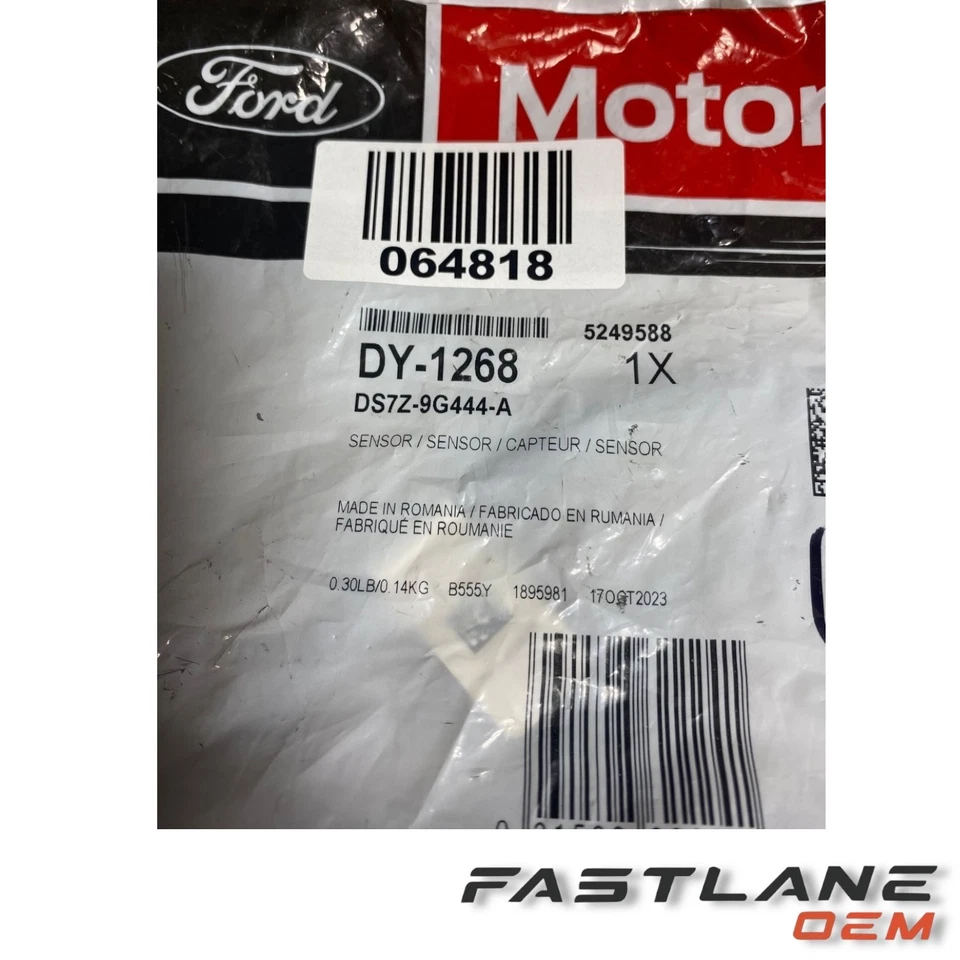 Ford
Motor
064818
5249588
DY-1268 1X
DS7Z-9G444-A
SENSOR / SENSOR / CAPTEUR / SENSOR
MADE IN ROMANIA / FABRICADO EN RUMANIA /
FABRIQUÉ EN ROUMANIE
0.30LB/0.14KG B555Y 1895981 17OCT2023
FASTLANE
OEM